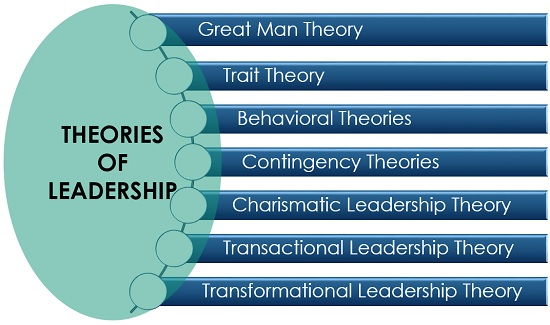 THEORIES
OF
LEADERSHIP
Great Man Theory
Trait Theory
Behavioral Theories
Contingency Theories
Charismatic Leadership Theory
Transactional Leadership Theory
Transformational Leadership Theory